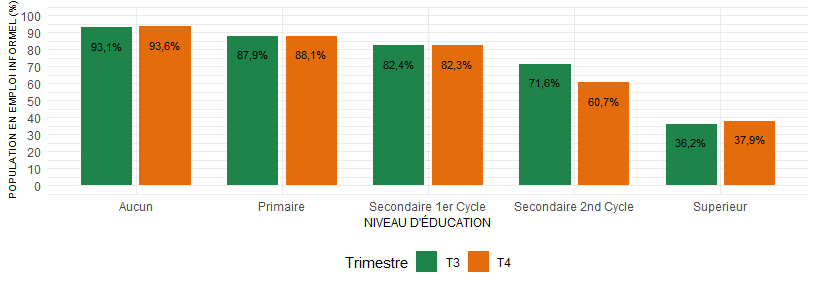 POPULATION EN EMPLOI INFORMEL (%)
100
90
80
70
60
50
40
30
20
10
0
93,1%
93,6%
87,9%
88,1%
82,4%
82,3%
71,6%
60,7%
36,2%
37,9%
Aucun
Primaire
Secondaire 1er Cycle
Secondaire 2nd Cycle
Superieur
NIVEAU D'ÉDUCATION
Trimestre
T3
T4